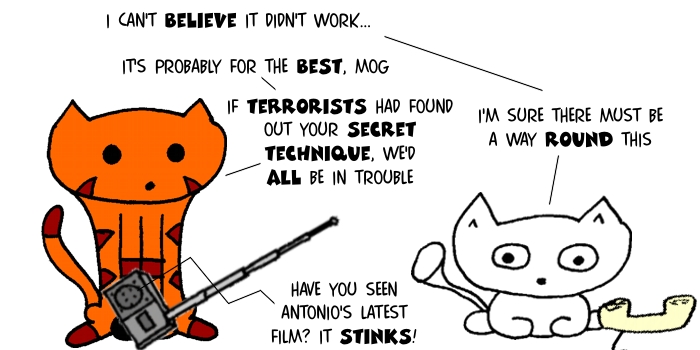 I CAN'T BELIEVE IT DIDN'T WORK...
IT'S PROBABLY FOR THE BEST, MOG
IF TERRORISTS HAD FOUND
OUT YOUR SECRET
TECHNIQUE, WE'D
ALL BE IN TROUBLE
I'M SURE THERE MUST BE
A WAY ROUND THIS
HAVE YOU SEEN
ANTONIO'S LATEST
FILM? IT STINKS!